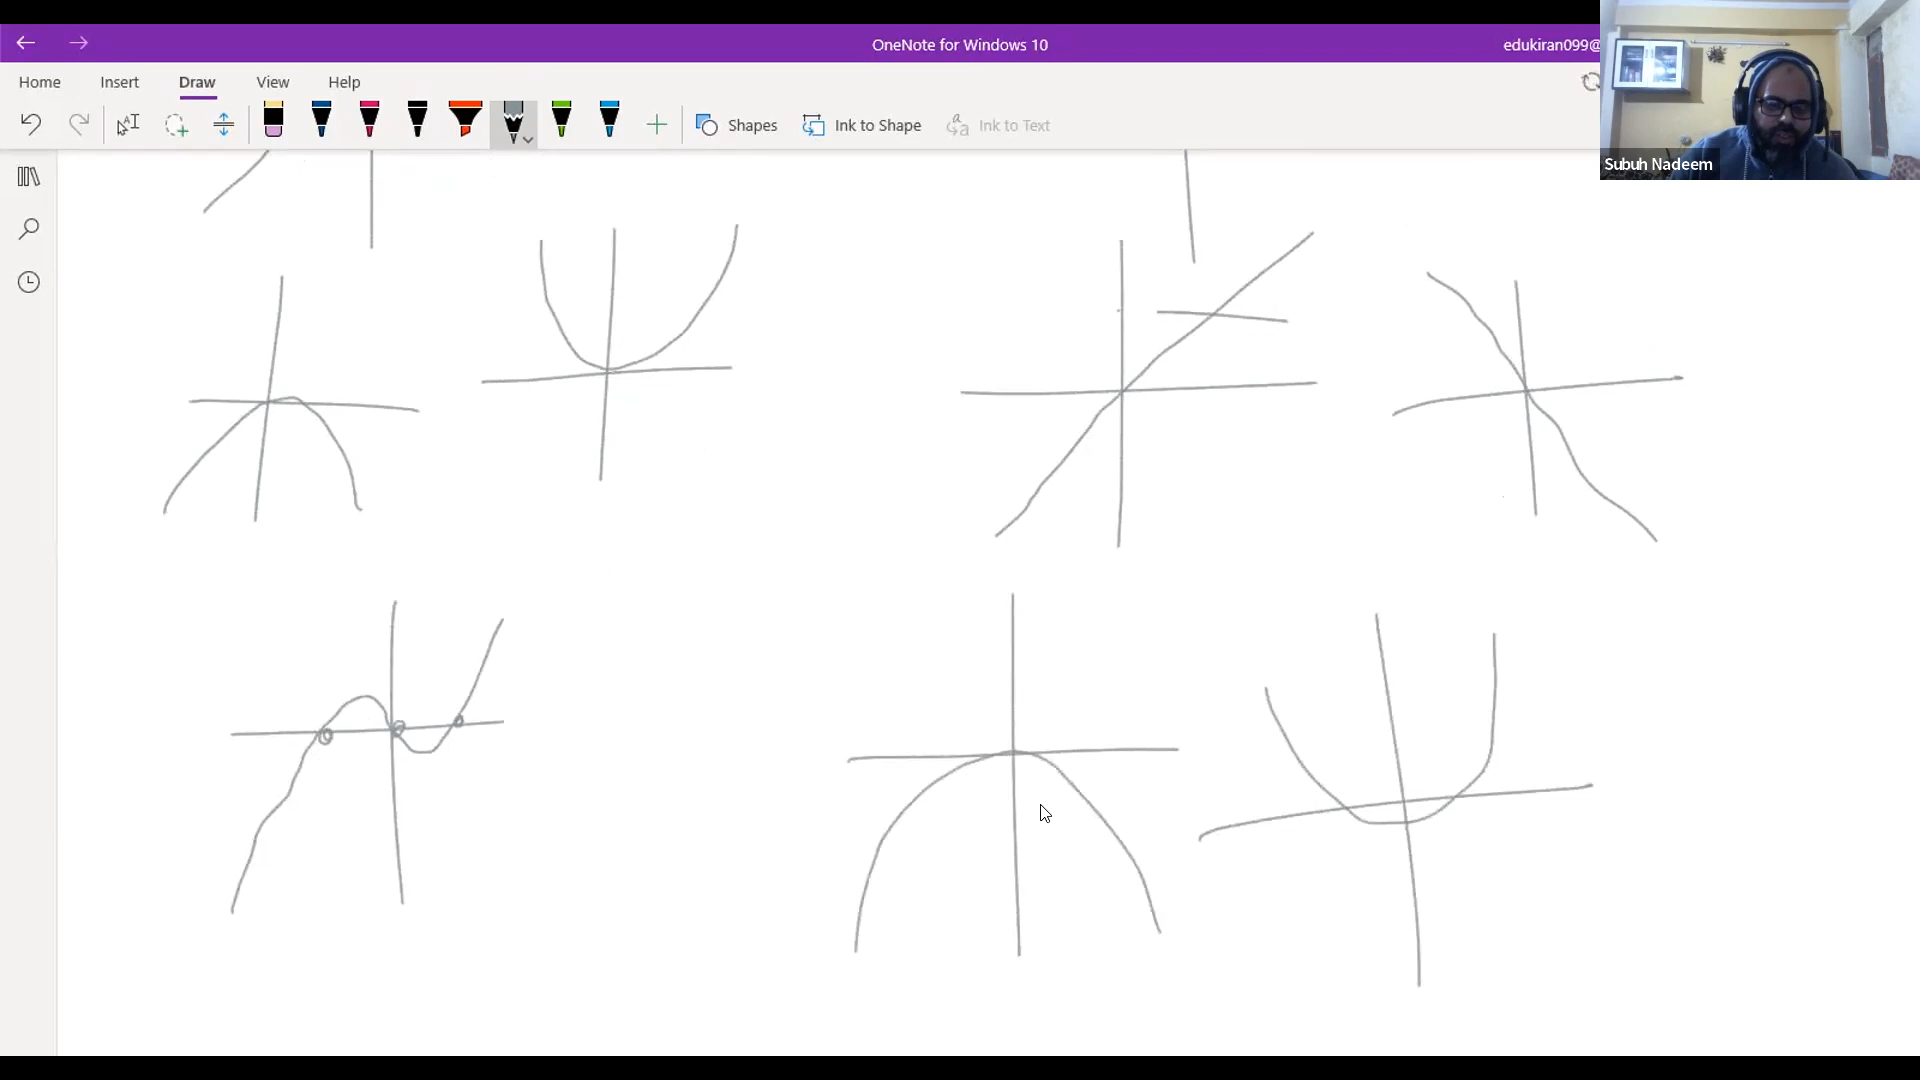 OneNote for Windows 10
edukiran099@
Home Insert Draw View Help
Shapes Ink to Shape Ink to Text
Subuh Nadeem